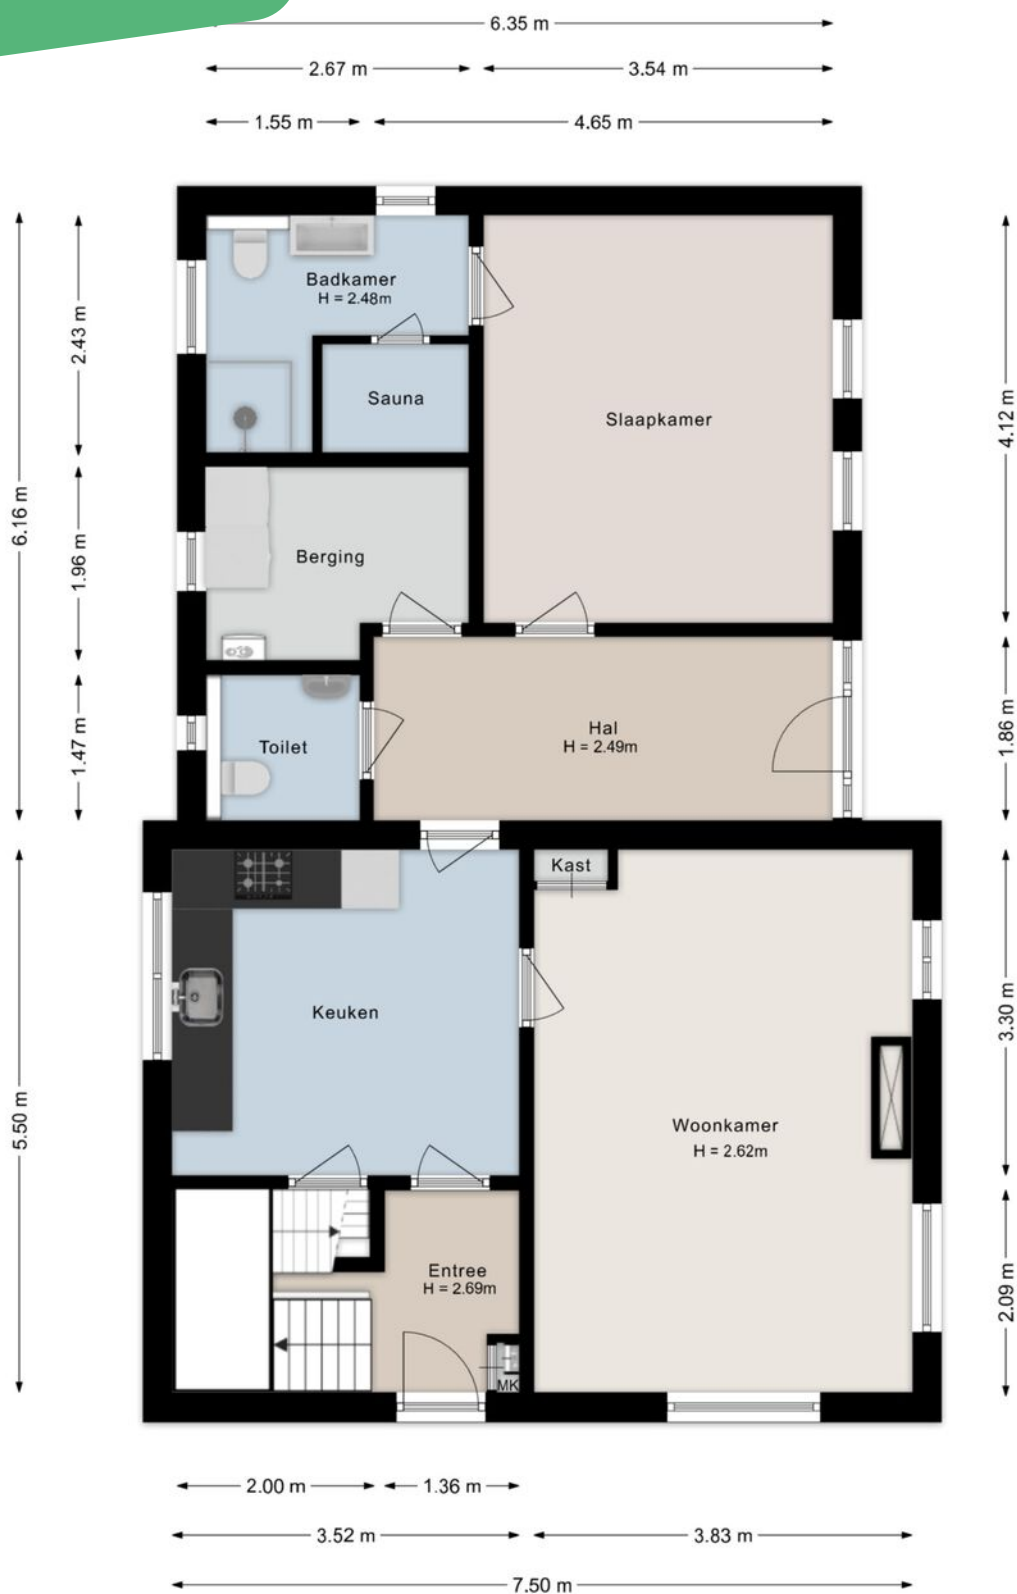 6.35 m
2.67 m
3.54 m
1.55 m
4.65 m
Badkamer
H = 2.48m
Sauna
Slaapkamer
2.43 m
4.12 m
6.16 m
1.96 m
Berging
1.47 m
Toilet
Hal
H = 2.49m
1.86 m
Kast
Keuken
3.30 m
5.50 m
Woonkamer
H = 2.62m
Entree
H = 2.69m
2.09 m
MK
2.00 m
1.36 m
3.52 m
3.83 m
7.50 m